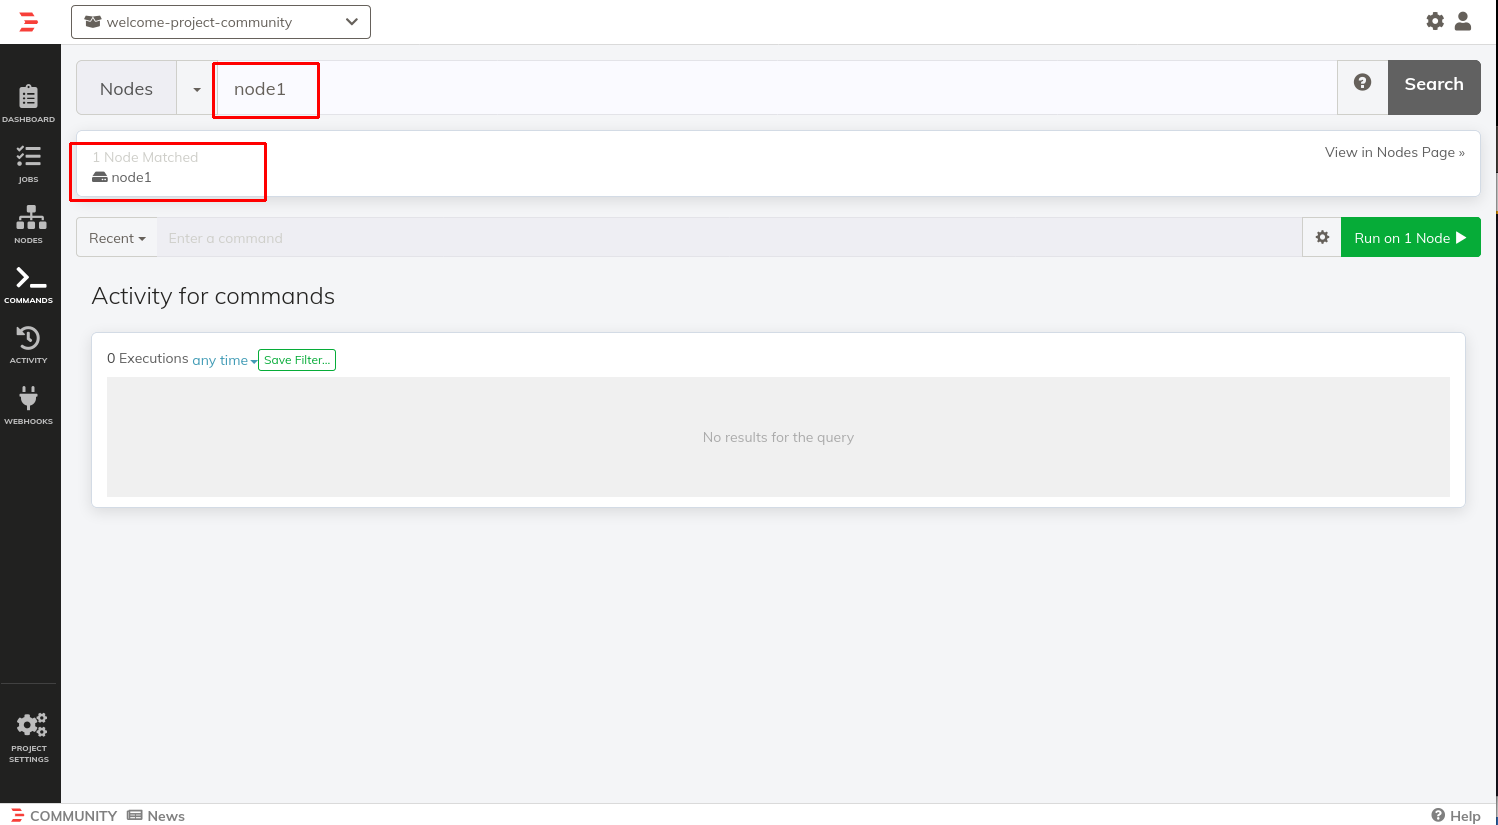 welcome-project-community
Nodes
node1
Search
1 Node Matched
node1
View in Nodes Page »
Recent
Enter a command
Run on 1 Node
Activity for commands
0 Executions any time Save Filter...
No results for the query
DASHBOARD
JOBS
NODES
COMMANDS
ACTIVITY
WEBHOOKS
PROJECT
SETTINGS
COMMUNITY
News
Help